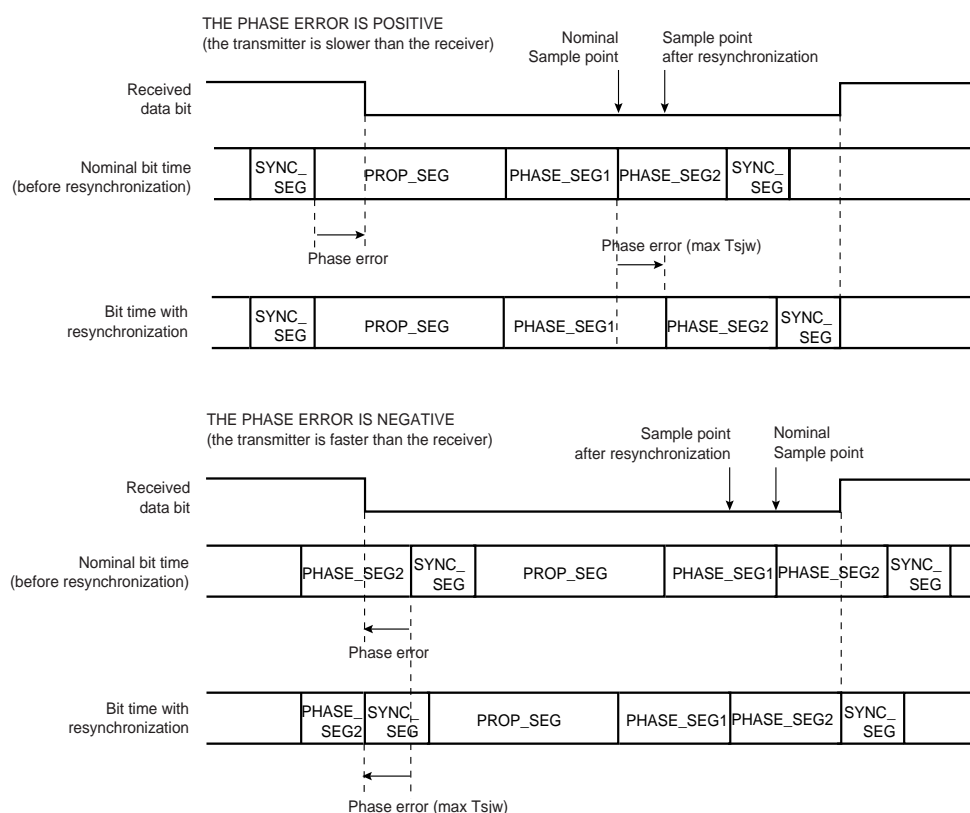 THE PHASE ERROR IS POSITIVE
(the transmitter is slower than the receiver)
Nominal
Sample point
Sample point
after resynchronization
Received
data bit
Nominal bit time
(before resynchronization)
SYNC_
SEG
PROP_SEG
PHASE_SEG1
PHASE_SEG2
SYNC_
SEG
Phase error
Phase error (max Tsjw)
Bit time with
resynchronization
SYNC_
SEG
PROP_SEG
PHASE_SEG1
PHASE_SEG2
SYNC_
SEG
THE PHASE ERROR IS NEGATIVE
(the transmitter is faster than the receiver)
Sample point
after resynchronization
Nominal
Sample point
Received
data bit
Nominal bit time
(before resynchronization)
PHASE_SEG2
SYNC_
SEG
PROP_SEG
PHASE_SEG1
PHASE_SEG2
SYNC_
SEG
Phase error
Bit time with
resynchronization
PHASE_
SEG2
SYNC_
SEG
PROP_SEG
PHASE_SEG1
PHASE_SEG2
SYNC_
SEG
Phase error (max Tsjw)